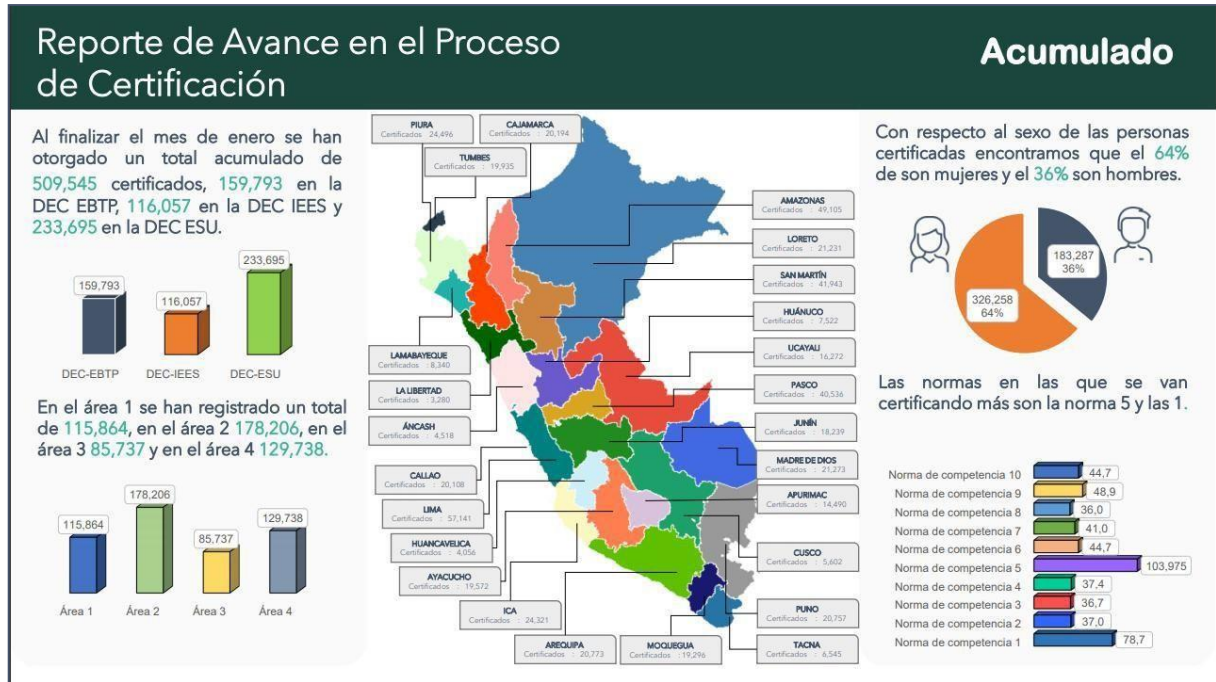 Reporte de Avance en el Proceso
de Certificación
Acumulado
Al finalizar el mes de enero se han
otorgado un total acumulado de
509,545 certificados, 159,793 en la
DEC EBTP, 116,057 en la DEC IEES y
233,695 en la DEC ESU.
233,695
159,793
116,057
DEC-EBTP
DEC-IEES
DEC-ESU
En el área 1 se han registrado un total
de 115,864, en el área 2 178,206, en el
área 3 85,737 y en el área 4 129,738.
178,206
129,738
115,864
85,737
Área 1
Área 2
Área 3
Área 4
PIURA
Certificados : 24,496
CAJAMARCA
Certificados : 20,194
TUMBES
Certificados : 19,935
AMAZONAS
Certificados : 49,105
LORETO
Certificados : 21,231
SAN MARTÍN
Certificados : 41,943
HUÁNUCO
Certificados : 7,522
UCAYALI
Certificados : 16,272
PASCO
Certificados : 40,536
JUNÍN
Certificados : 18,239
MADRE DE DIOS
Certificados : 21,273
APURIMAC
Certificados : 14,490
CUSCO
Certificados : 5,602
PUNO
Certificados : 20,757
TACNA
Certificados : 6,545
LAMABAYEQUE
Certificados : 8,340
LA LIBERTAD
Certificados : 3,280
ÁNCASH
Certificados : 4,518
CALLAO
Certificados : 20,108
LIMA
Certificados : 57,141
HUANCAVELICA
Certificados : 4,056
AYACUCHO
Certificados : 19,572
ICA
Certificados : 24,321
AREQUIPA
Certificados : 20,773
MOQUEGUA
Certificados : 19,296
Con respecto al sexo de las personas
certificadas encontramos que el 64%
de son mujeres y el 36% son hombres.
183,287
36%
326,258
64%
Las normas en las que se van
certificando más son la norma 5 y las 1.
Norma de competencia 10 44,7
Norma de competencia 9 48,9
Norma de competencia 8 36,0
Norma de competencia 7 41,0
Norma de competencia 6 44,7
Norma de competencia 5 103,975
Norma de competencia 4 37,4
Norma de competencia 3 36,7
Norma de competencia 2 37,0
Norma de competencia 1 78,7